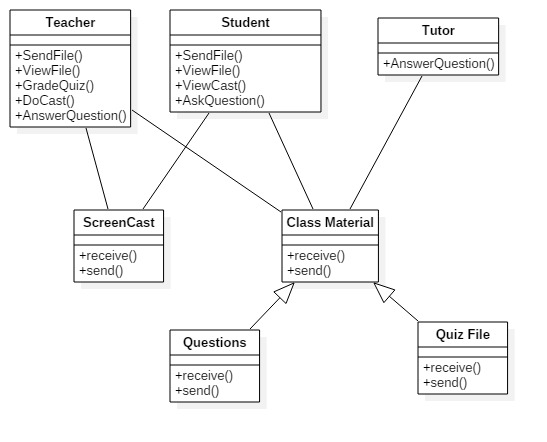 Teacher
+SendFile()
+ViewFile()
+GradeQuiz()
+DoCast()
+AnswerQuestion()
Student
+SendFile()
+ViewFile()
+ViewCast()
+AskQuestion()
Tutor
+AnswerQuestion()
ScreenCast
+receive()
+send()
Class Material
+receive()
+send()
Questions
+receive()
+send()
Quiz File
+receive()
+send()